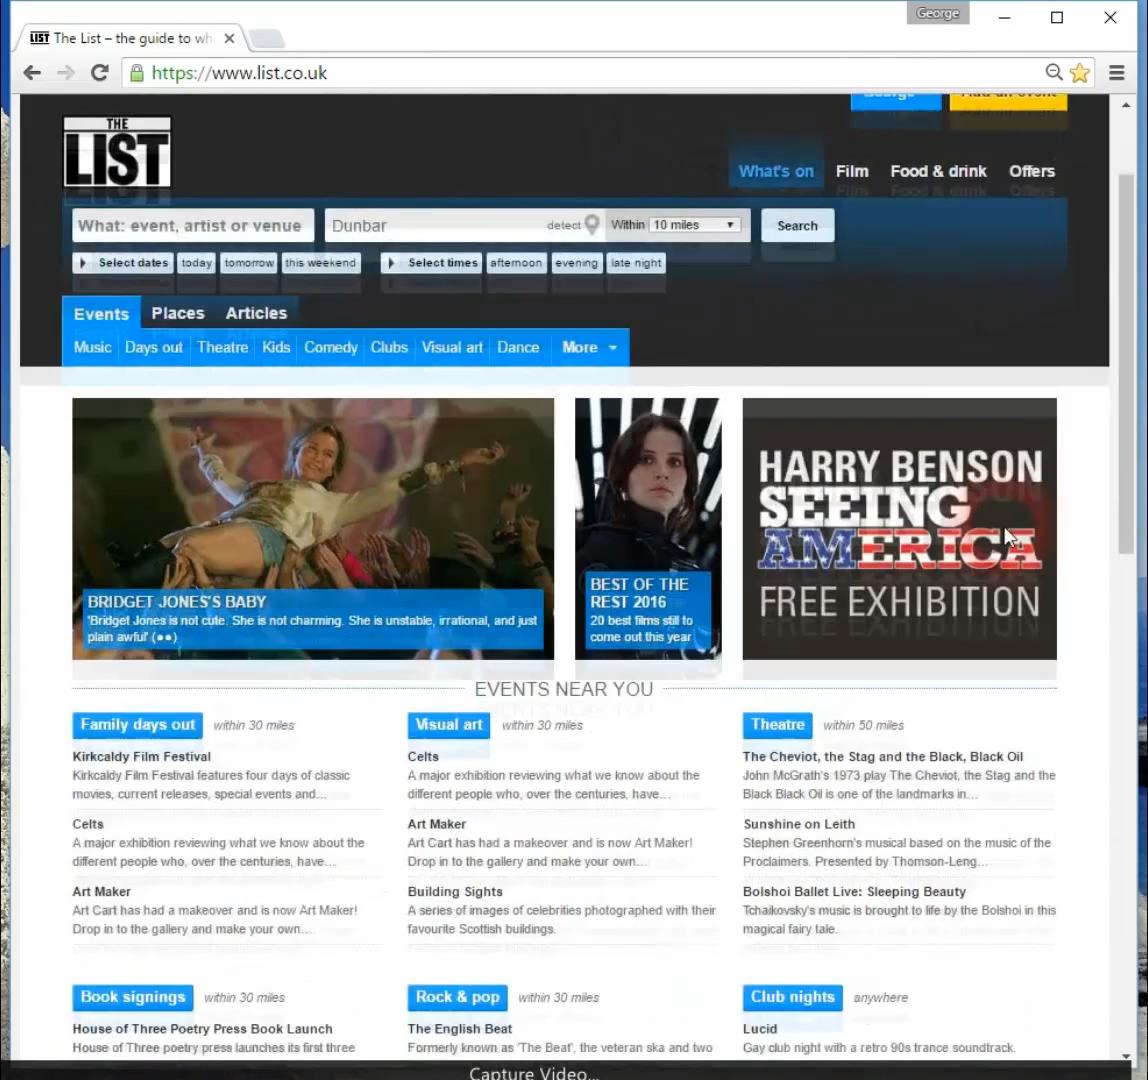 George
LIST The List – the guide to wh
https://www.list.co.uk
George Add an event
THE
LIST
What's on Film Food & drink Offers
What: event, artist or venue Dunbar detect Within 10 miles Search
Select dates today tomorrow this weekend Select times afternoon evening late night
Events Places Articles
Music Days out Theatre Kids Comedy Clubs Visual art Dance More
HARRY BENSON
SEEING
AMERICA
FREE EXHIBITION
BRIDGET JONES'S BABY
'Bridget Jones is not cute. She is not charming. She is unstable, irrational, and just
plain awful' (●●)
BEST OF THE
REST 2016
20 best films still to
come out this year
EVENTS NEAR YOU
Family days out within 30 miles
Kirkcaldy Film Festival
Kirkcaldy Film Festival features four days of classic
movies, current releases, special events and...
Celts
A major exhibition reviewing what we know about the
different people who, over the centuries, have...
Art Maker
Art Cart has had a makeover and is now Art Maker!
Drop in to the gallery and make your own...
Visual art within 30 miles
Celts
A major exhibition reviewing what we know about the
different people who, over the centuries, have...
Art Maker
Art Cart has had a makeover and is now Art Maker!
Drop in to the gallery and make your own...
Building Sights
A series of images of celebrities photographed with their
favourite Scottish buildings.
Theatre within 50 miles
The Cheviot, the Stag and the Black, Black Oil
John McGrath's 1973 play The Cheviot, the Stag and the
Black Black Oil is one of the landmarks in...
Sunshine on Leith
Stephen Greenhorn's musical based on the music of the
Proclaimers. Presented by Thomson-Leng...
Bolshoi Ballet Live: Sleeping Beauty
Tchaikovsky's music is brought to life by the Bolshoi in this
magical fairy tale.
Book signings within 30 miles
House of Three Poetry Press Book Launch
House of Three poetry press launches its first three
Rock & pop within 30 miles
The English Beat
Formerly known as 'The Beat', the veteran ska and two
Club nights anywhere
Lucid
Gay club night with a retro 90s trance soundtrack.
Capture Video...